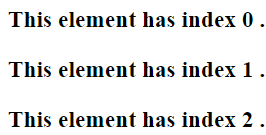 This element has index 0 .
This element has index 1 .
This element has index 2 .